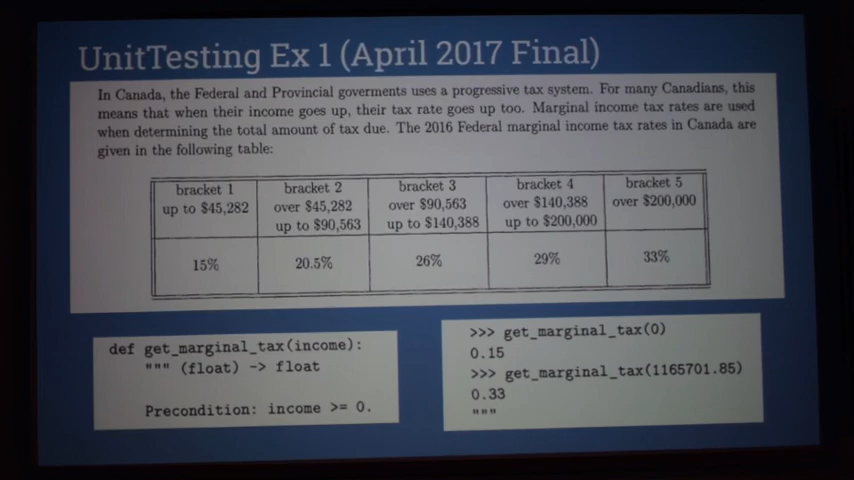 UnitTesting Ex 1 (April 2017 Final)
In Canada, the Federal and Provincial goverments uses a progressive tax system. For many Canadians, this
means that when their income goes up, their tax rate goes up too. Marginal income tax rates are used
when determining the total amount of tax due. The 2016 Federal marginal income tax rates in Canada are
given in the following table:
bracket 1
up to $45,282
bracket 2
over $45,282
up to $90,563
bracket 3
over $90,563
up to $140,388
bracket 4
over $140,388
up to $200,000
bracket 5
over $200,000
15%
20.5%
26%
29%
33%
def get_marginal_tax(income):
""" (float) -> float
Precondition: income >= 0.
>>> get_marginal_tax(0)
0.15
>>> get_marginal_tax(1165701.85)
0.33
"""